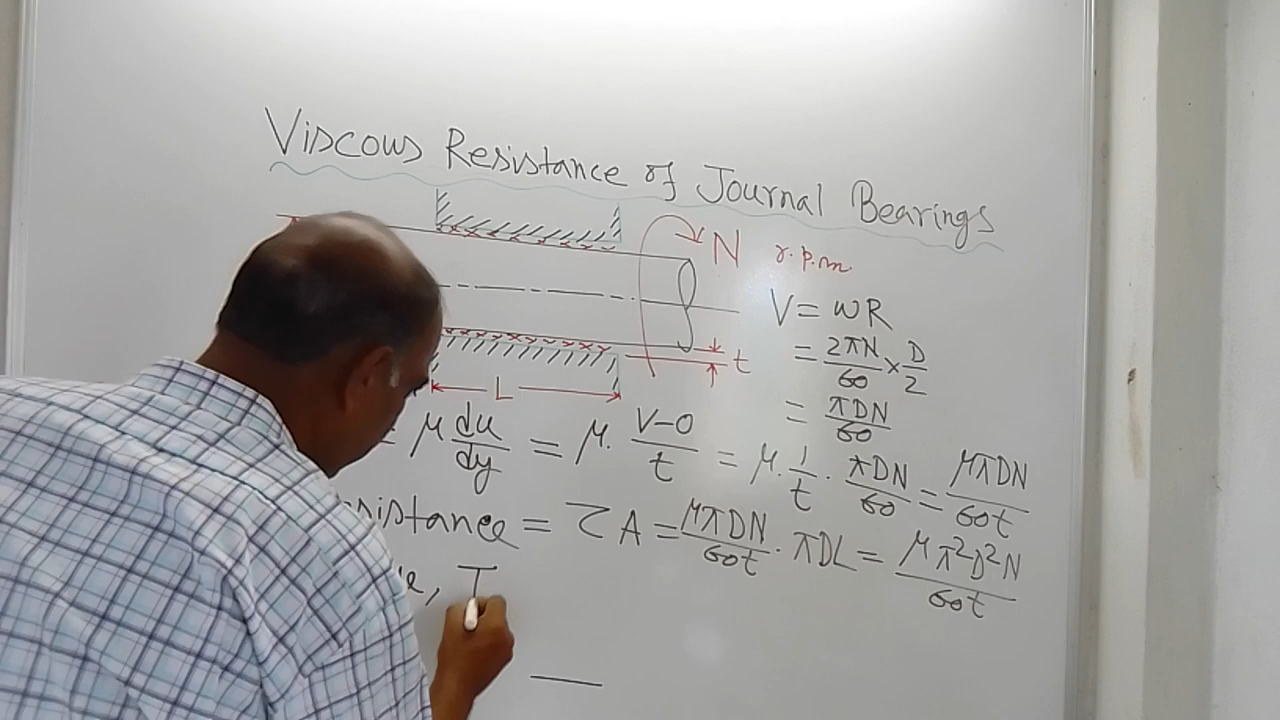 Viscous Resistance of Journal Bearings
N r.p.m
V = ωR
= 2πN/60 × D/2
t
L
= πDN/60
= μ du/dy = μ. V-0/t = μ. 1/t . πDN/60 = μπDN/60t
sistance = τ A = μπDN/60t . πDL = μπ²D²N/60t
, T